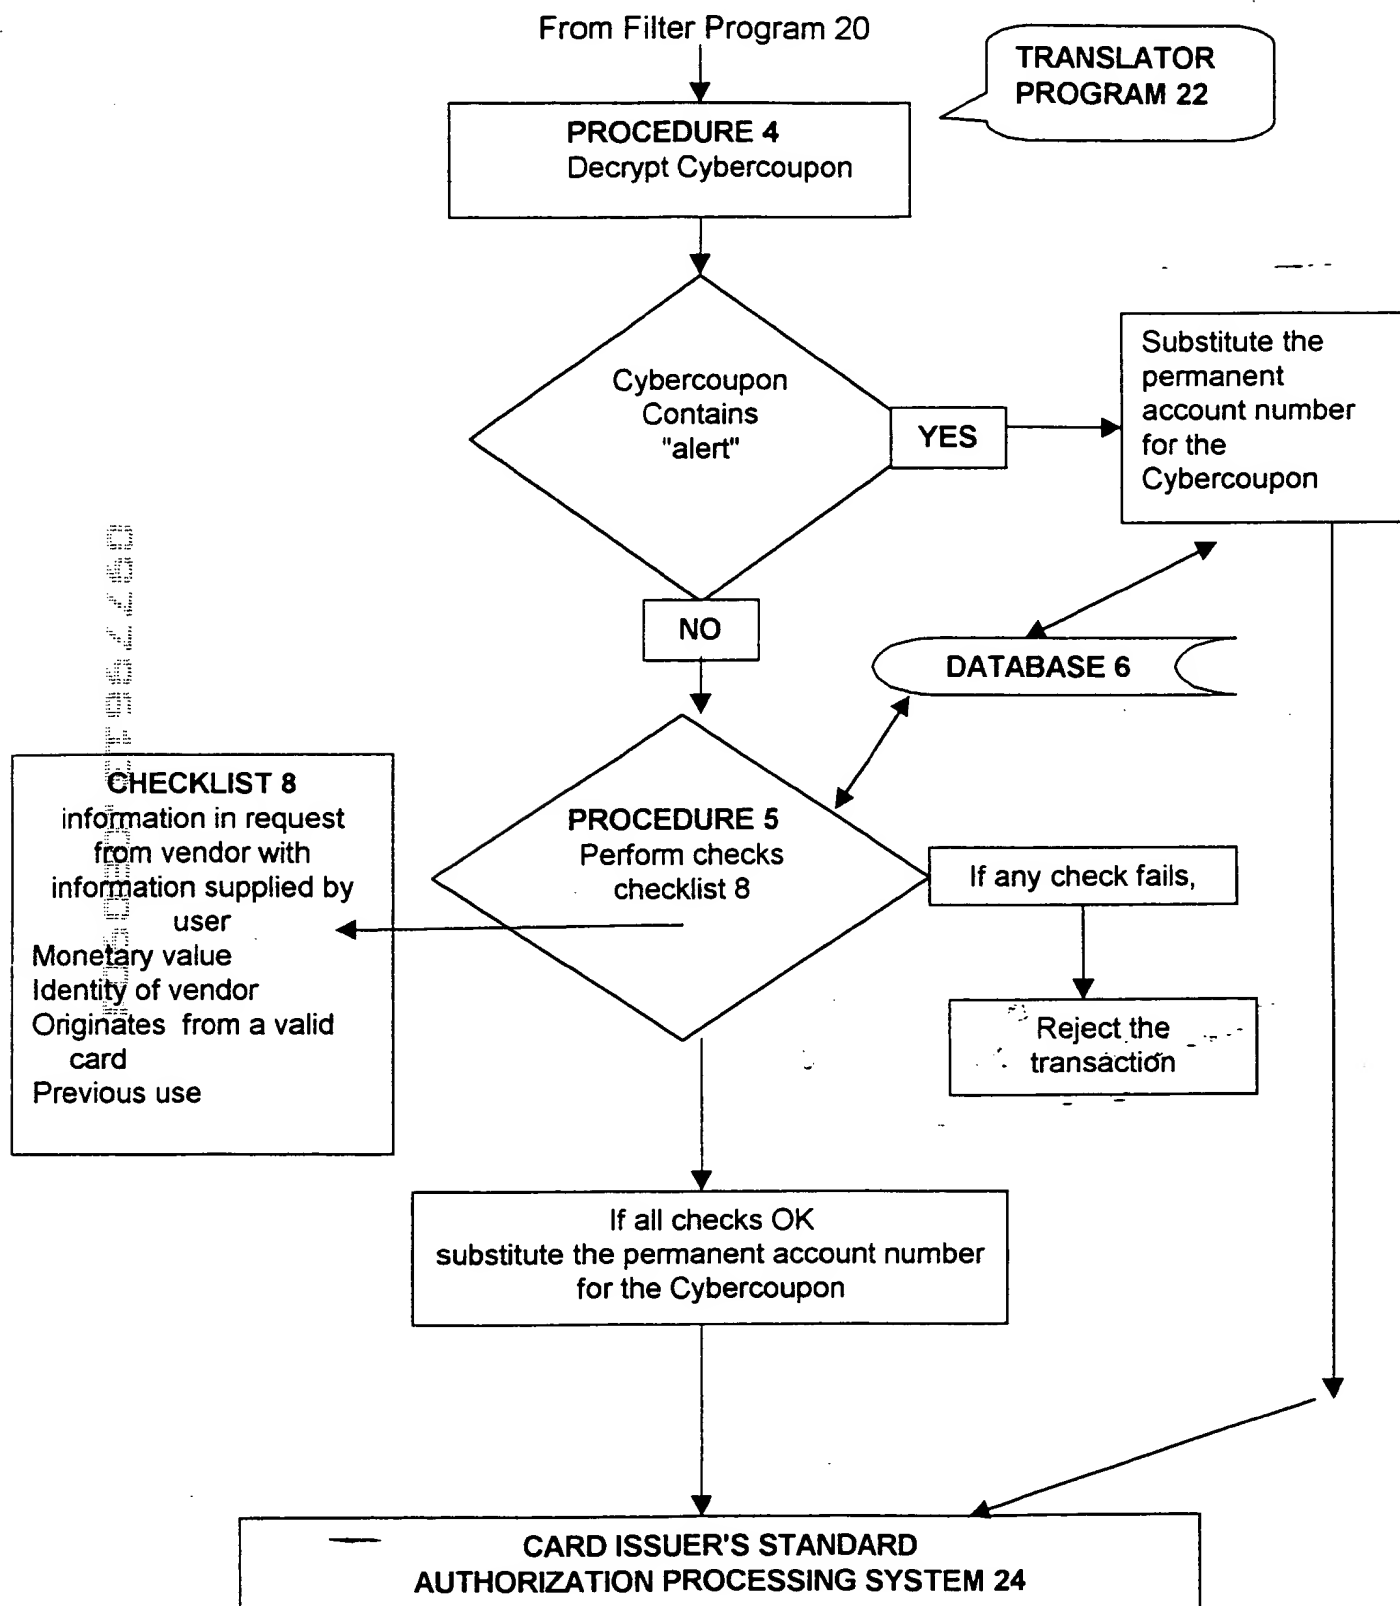 From Filter Program 20
TRANSLATOR
PROGRAM 22
PROCEDURE 4
Decrypt Cybercoupon
Cybercoupon
Contains
"alert"
YES
Substitute the
permanent
account number
for the
Cybercoupon
NO
DATABASE 6
CHECKLIST 8
information in request
from vendor with
information supplied by
user
Monetary value
Identity of vendor
Originates from a valid
card
Previous use
PROCEDURE 5
Perform checks
checklist 8
If any check fails,
Reject the
transaction
If all checks OK
substitute the permanent account number
for the Cybercoupon
CARD ISSUER'S STANDARD
AUTHORIZATION PROCESSING SYSTEM 24